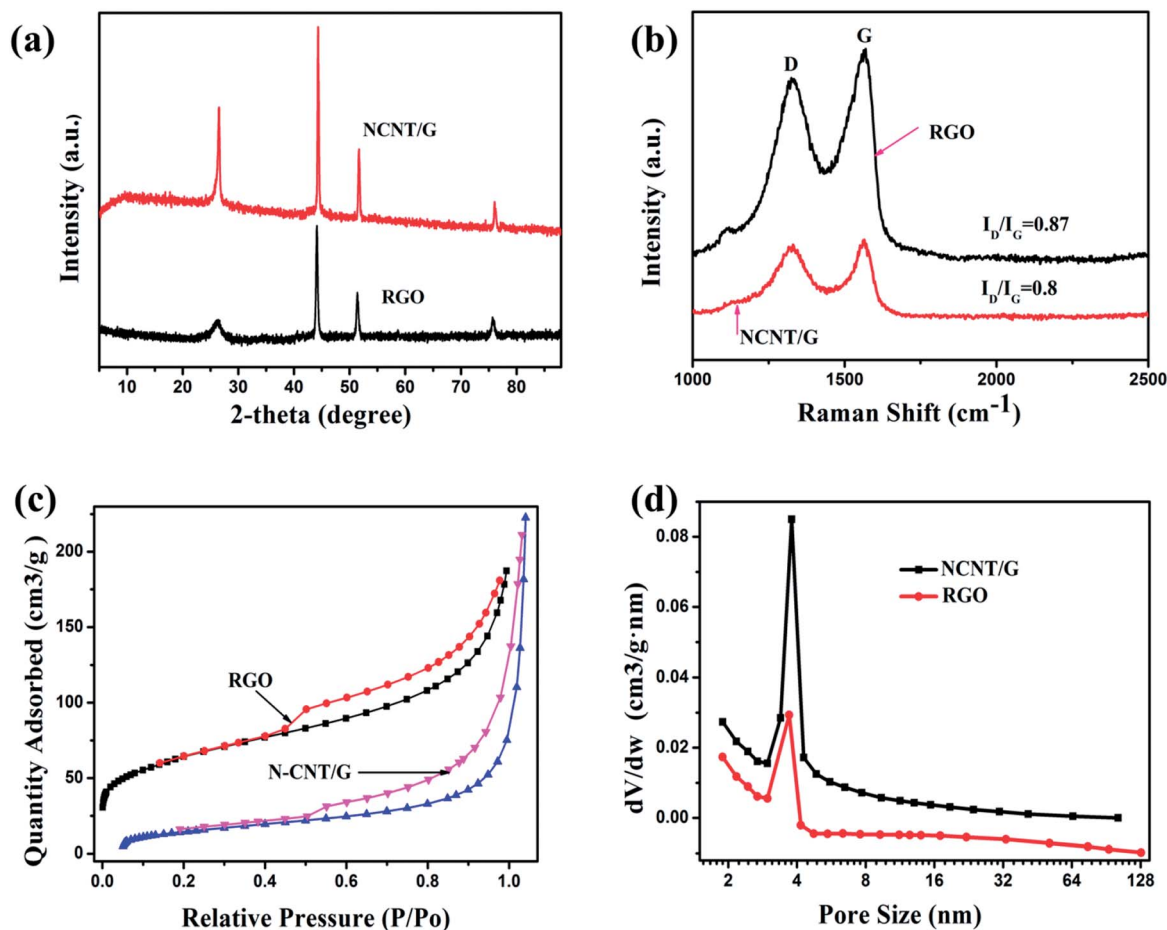 (a)
Intensity (a.u.)
NCNT/G
RGO
10 20 30 40 50 60 70 80
2-theta (degree)
(b)
Intensity (a.u.)
D
G
RGO
I_D/I_G=0.87
I_D/I_G=0.8
NCNT/G
1000 1500 2000 2500
Raman Shift (cm⁻¹)
(c)
Quantity Adsorbed (cm3/g)
200
150
100
50
0
RGO
N-CNT/G
0.0 0.2 0.4 0.6 0.8 1.0
Relative Pressure (P/Po)
(d)
dV/dw (cm3/g·nm)
0.08
0.06
0.04
0.02
0.00
NCNT/G
RGO
2 4 8 16 32 64 128
Pore Size (nm)